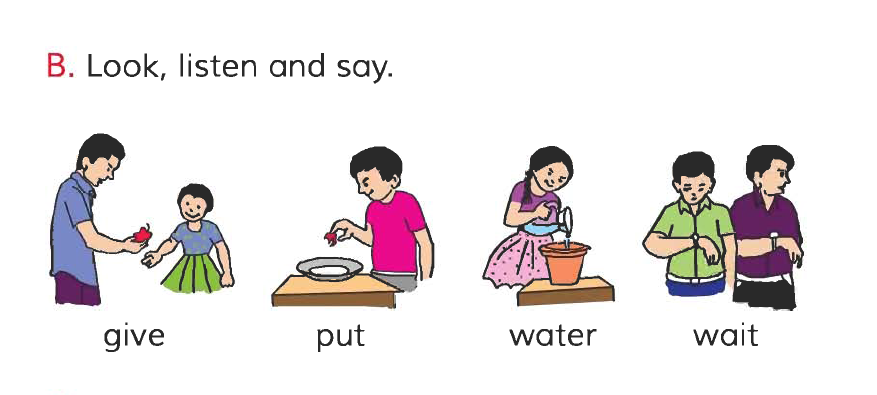 B. Look, listen and say.
give put water wait